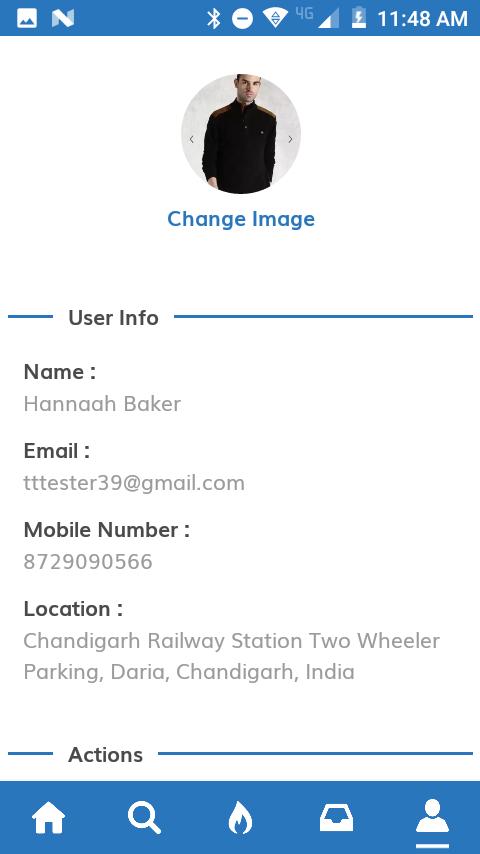 4G 11:48 AM
Change Image
User Info
Name :
Hannaah Baker
Email :
tttester39@gmail.com
Mobile Number :
8729090566
Location :
Chandigarh Railway Station Two Wheeler
Parking, Daria, Chandigarh, India
Actions